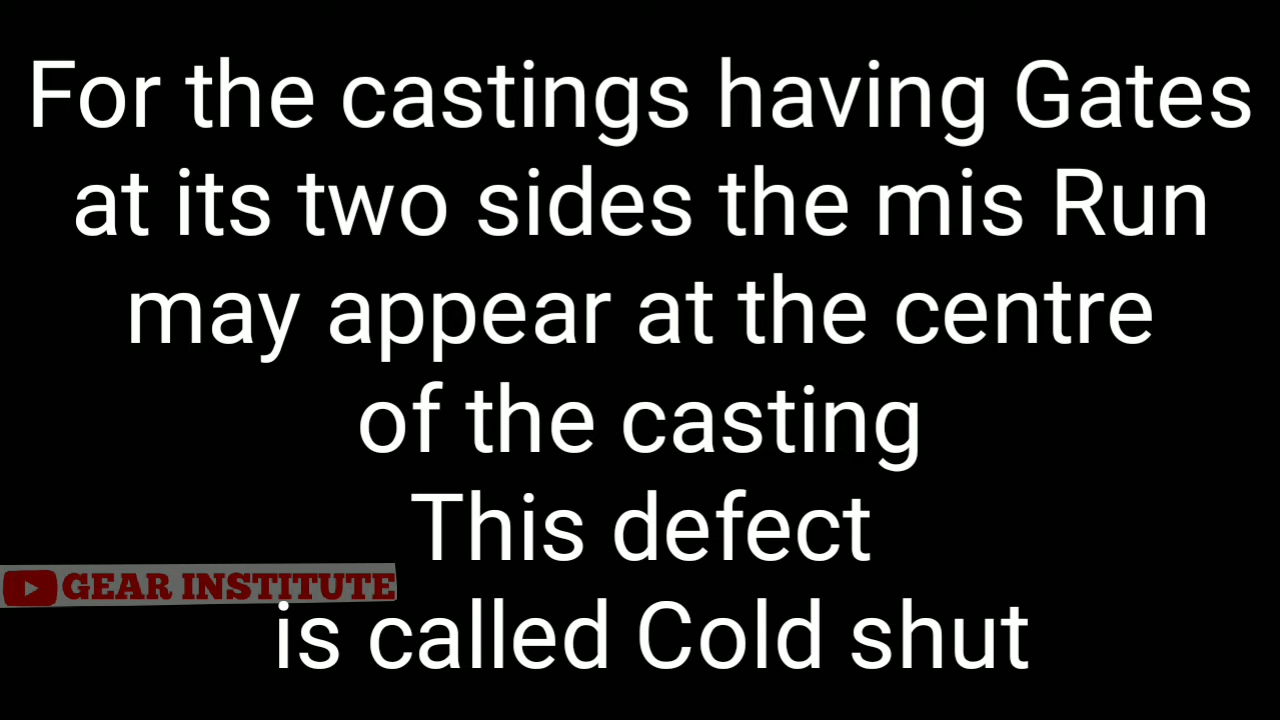 For the castings having Gates
at its two sides the mis Run
may appear at the centre
of the casting
This defect
GEAR INSTITUTE
is called Cold shut